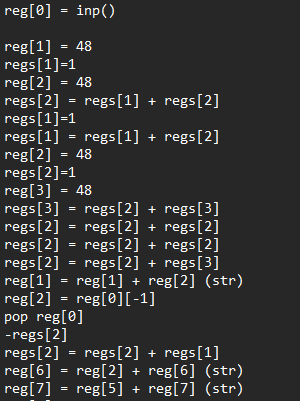 reg[0] = inp()
reg[1] = 48
regs[1]=1
reg[2] = 48
regs[2] = regs[1] + regs[2]
regs[1]=1
regs[1] = regs[1] + regs[2]
reg[2] = 48
regs[2]=1
reg[3] = 48
regs[3] = regs[2] + regs[3]
regs[2] = regs[2] + regs[2]
regs[2] = regs[2] + regs[2]
regs[2] = regs[2] + regs[3]
reg[1] = reg[1] + reg[2] (str)
reg[2] = reg[0][-1]
pop reg[0]
-regs[2]
regs[2] = regs[2] + regs[1]
reg[6] = reg[2] + reg[6] (str)
reg[7] = reg[5] + reg[7] (str)